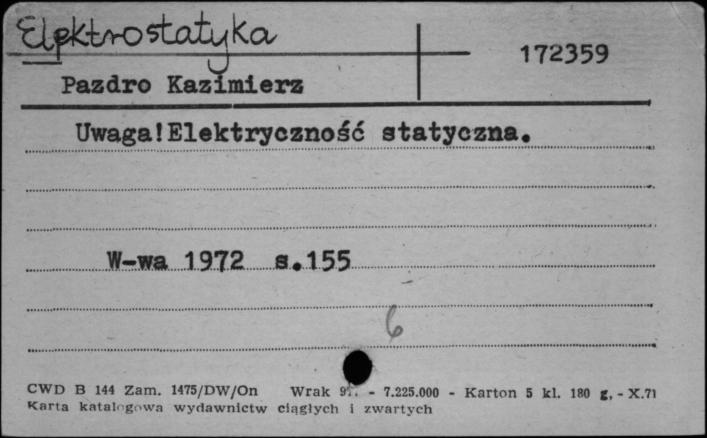 Elektrostatyka
172359
Pazdro Kazimierz
Uwaga!Elektryczność statyczna.
W-wa 1972 s.155
6
CWD B 144 Zam. 1475/DW/On Wrak - 7.225.000 - Karton 5 kl. 180 g, - X.71
Karta katalogowa wydawnictw ciągłych i zwartych